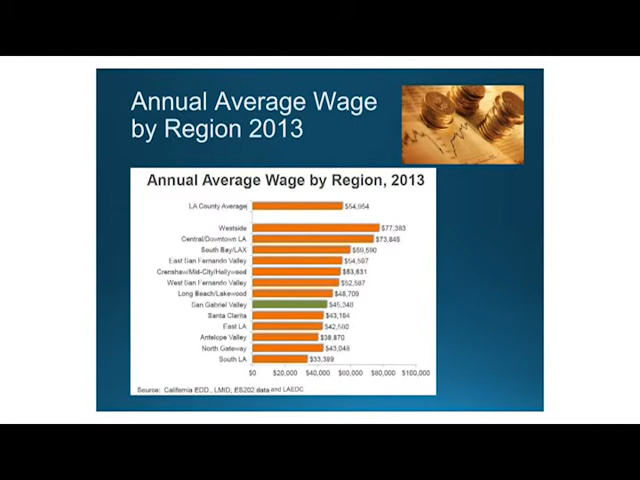 Annual Average Wage
by Region 2013
Annual Average Wage by Region, 2013
LA County Average $54,954
Westside $77,383
Central/Downtown LA $73,845
South Bay/LAX $59,590
East San Fernando Valley $54,597
Crenshaw/Mid-City/Hollywood $53,631
West San Fernando Valley $52,587
Long Beach/Lakewood $48,709
San Gabriel Valley $45,348
Santa Clarita $43,194
East LA $42,580
Antelope Valley $39,870
North Gateway $43,048
South LA $33,399
$0 $20,000 $40,000 $60,000 $80,000 $100,000
Source: California EDD, LMID, ES202 data and LAEDC